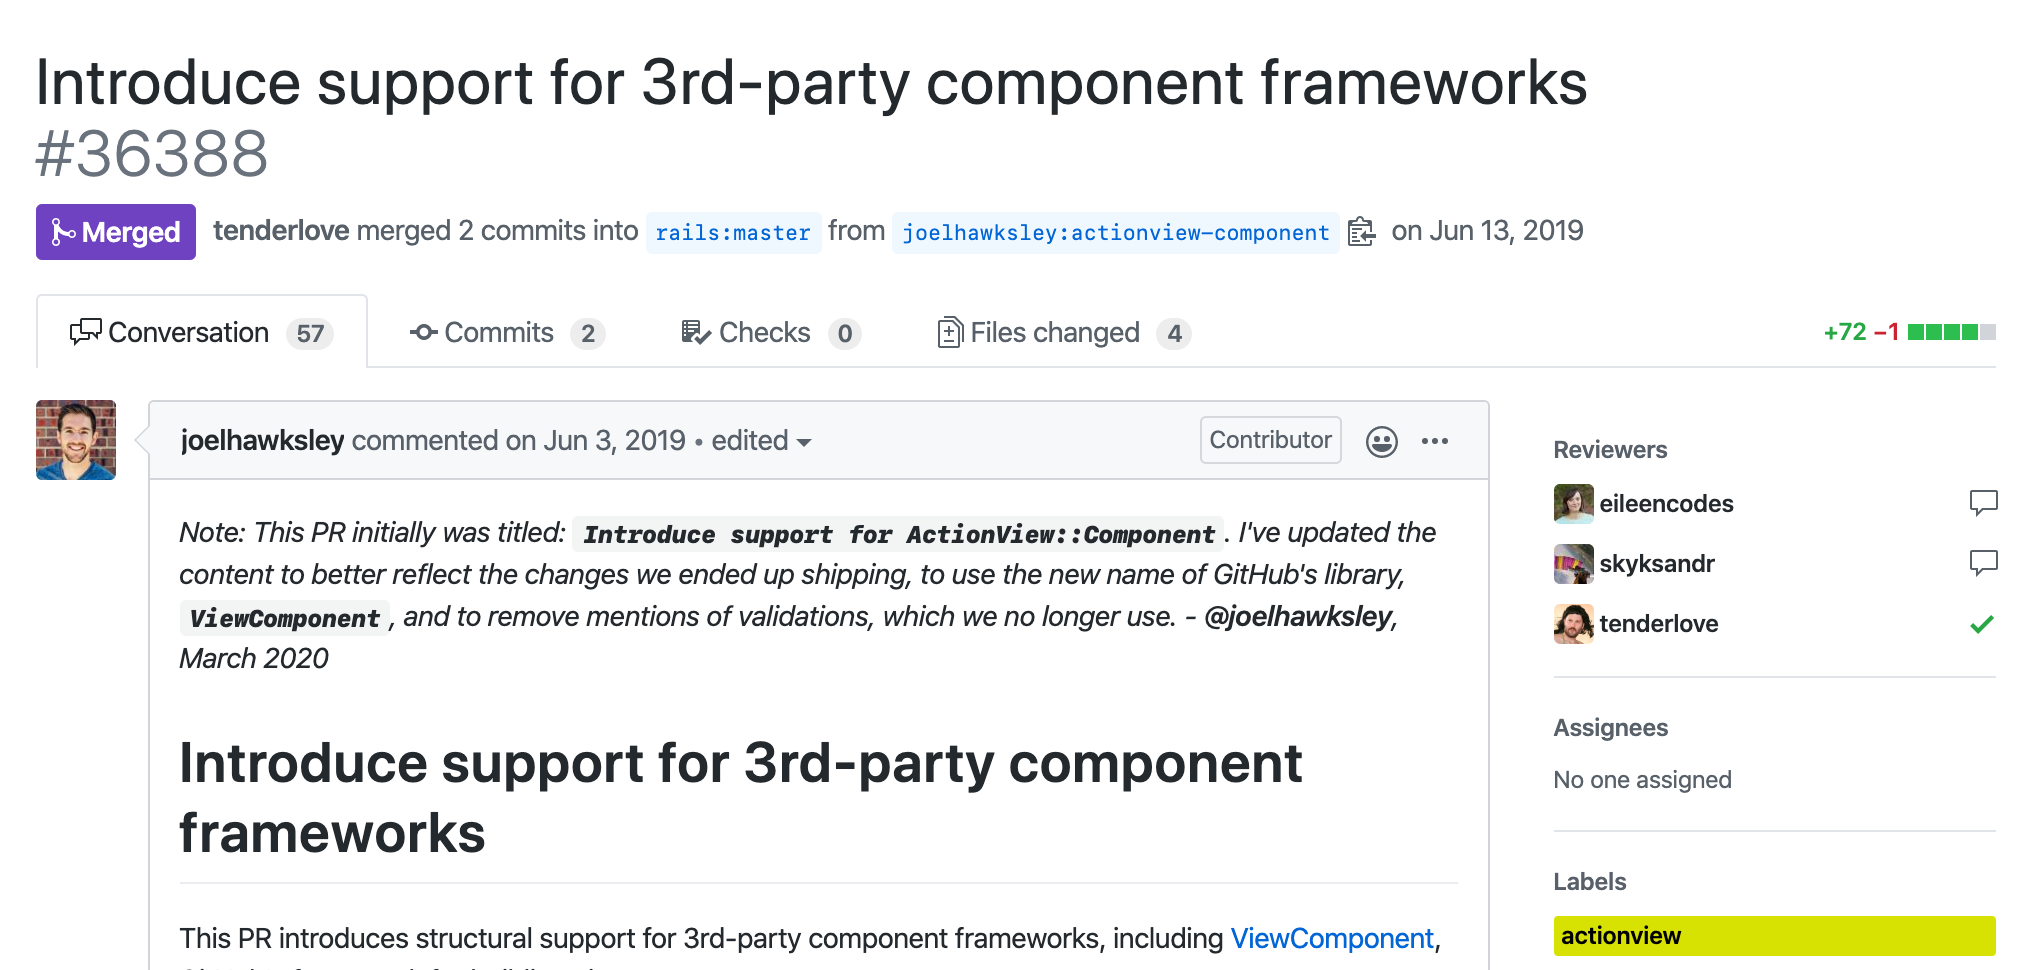 Introduce support for 3rd-party component frameworks
#36388
Merged tenderlove merged 2 commits into rails:master from joelhawksley:actionview-component on Jun 13, 2019
Conversation 57 Commits 2 Checks 0 Files changed 4 +72 −1
joelhawksley commented on Jun 3, 2019 • edited Contributor
Note: This PR initially was titled: Introduce support for ActionView::Component. I've updated the
content to better reflect the changes we ended up shipping, to use the new name of GitHub's library,
ViewComponent, and to remove mentions of validations, which we no longer use. - @joelhawksley,
March 2020
Introduce support for 3rd-party component
frameworks
This PR introduces structural support for 3rd-party component frameworks, including ViewComponent,
Reviewers
eileencodes
skyksandr
tenderlove
Assignees
No one assigned
Labels
actionview